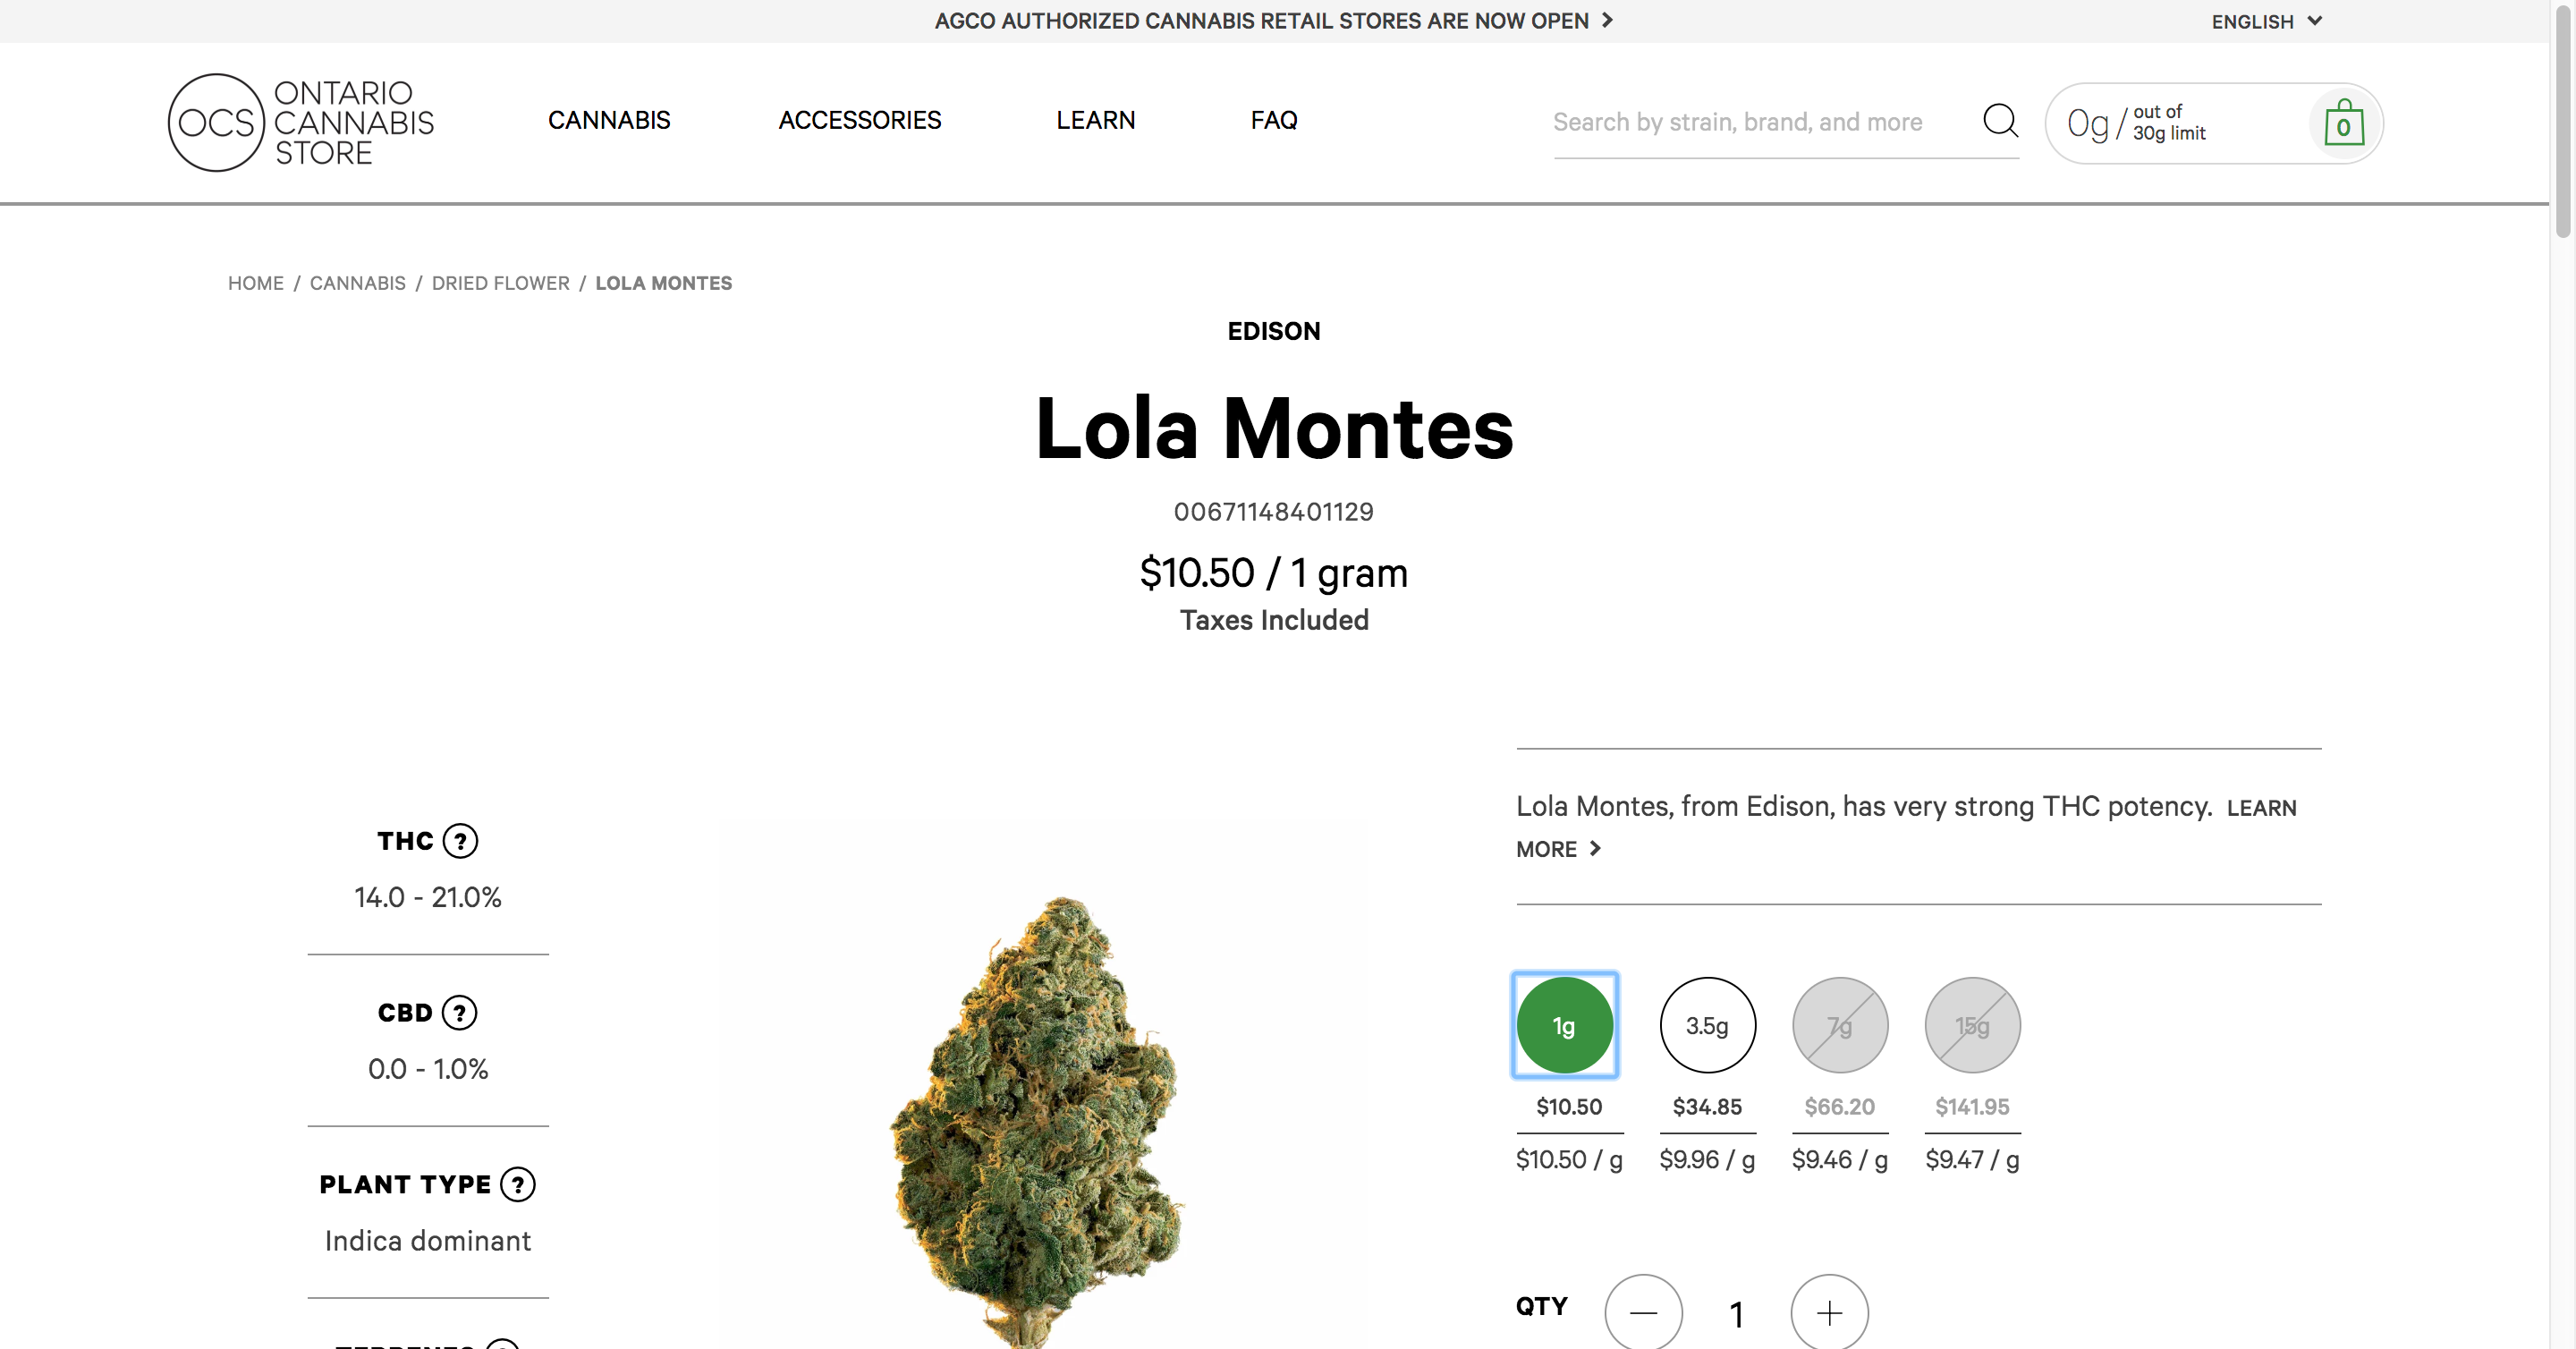 AGCO AUTHORIZED CANNABIS RETAIL STORES ARE NOW OPEN
ENGLISH
OCS
ONTARIO
CANNABIS
STORE
CANNABIS
ACCESSORIES
LEARN
FAQ
Search by strain, brand, and more
0g / out of
30g limit
0
HOME / CANNABIS / DRIED FLOWER / LOLA MONTES
EDISON
Lola Montes
00671148401129
$10.50 / 1 gram
Taxes Included
THC ?
14.0 - 21.0%
CBD ?
0.0 - 1.0%
PLANT TYPE ?
Indica dominant
Lola Montes, from Edison, has very strong THC potency. LEARN
MORE
1g 3.5g 7g 15g
$10.50 $34.85 $66.20 $141.95
$10.50 / g $9.96 / g $9.46 / g $9.47 / g
QTY 1